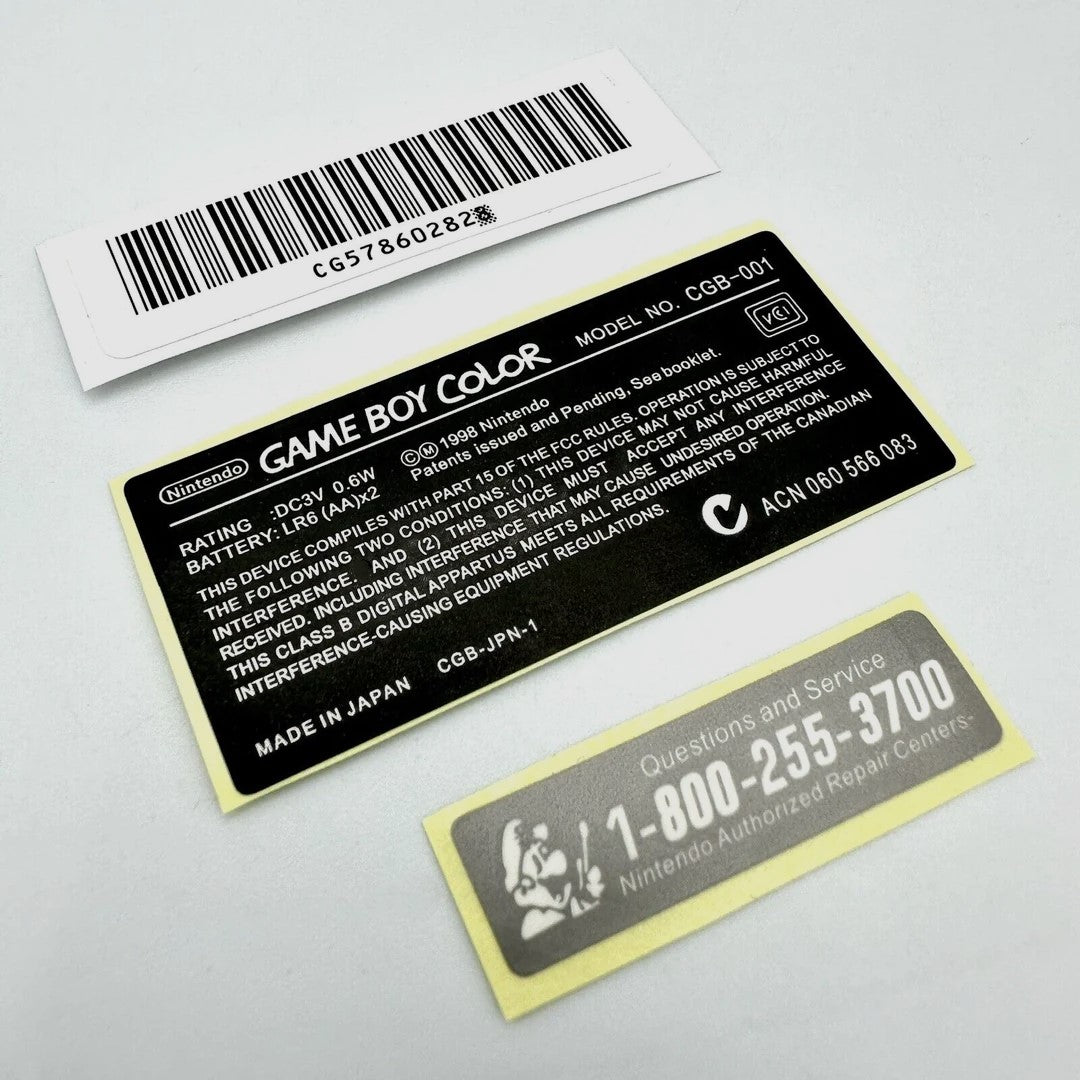 CG578602828
Nintendo GAME BOY COLOR MODEL NO. CGB-001
RATING :DC3V 0.6W
BATTERY: LR6 (AA)x2
©Ⓜ 1998 Nintendo
Patents issued and Pending, See booklet.
VCI
THIS DEVICE COMPILES WITH PART 15 OF THE FCC RULES. OPERATION IS SUBJECT TO
THE FOLLOWING TWO CONDITIONS: (1) THIS DEVICE MAY NOT CAUSE HARMFUL
INTERFERENCE. AND (2) THIS DEVICE MUST ACCEPT ANY INTERFERENCE
RECEIVED. INCLUDING INTERFERENCE THAT MAY CAUSE UNDESIRED OPERATION.
THIS CLASS B DIGITAL APPARTUS MEETS ALL REQUIREMENTS OF THE CANADIAN
INTERFERENCE-CAUSING EQUIPMENT REGULATIONS.
ACN 060 566 083
MADE IN JAPAN CGB-JPN-1
Questions and Service
1-800-255-3700
Nintendo Authorized Repair Centers-